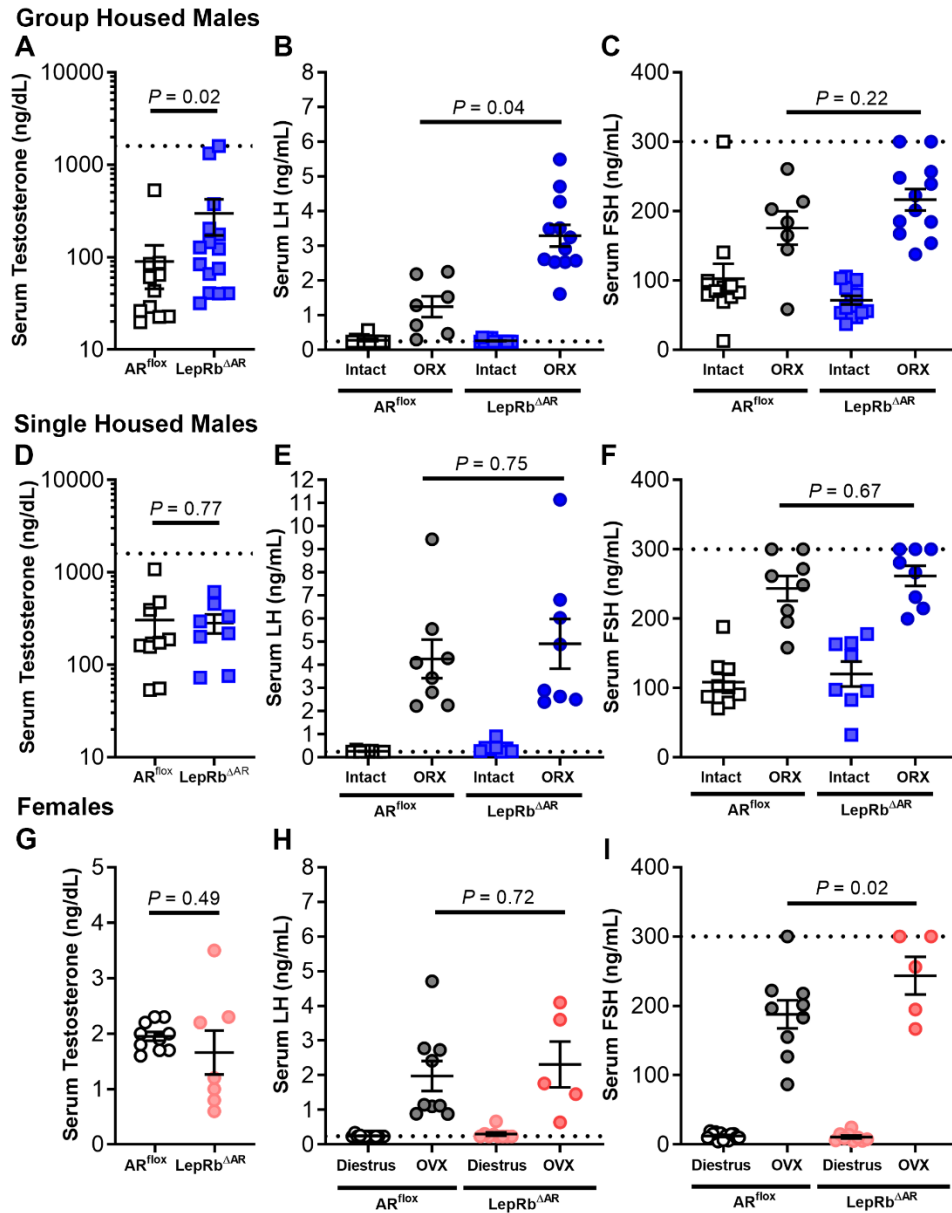 Group Housed Males
A
B
C
Serum Testosterone (ng/dL)
10000
1000
100
10
P = 0.02
AR^flox LepRb^ΔAR
Serum LH (ng/mL)
8
7
6
5
4
3
2
1
0
P = 0.04
Intact ORX Intact ORX
AR^flox LepRb^ΔAR
Serum FSH (ng/mL)
400
300
200
100
0
P = 0.22
Intact ORX Intact ORX
AR^flox LepRb^ΔAR
Single Housed Males
D
E
F
Serum Testosterone (ng/dL)
10000
1000
100
10
P = 0.77
AR^flox LepRb^ΔAR
Serum LH (ng/mL)
12
11
10
9
8
7
6
5
4
3
2
1
0
P = 0.75
Intact ORX Intact ORX
AR^flox LepRb^ΔAR
Serum FSH (ng/mL)
400
300
200
100
0
P = 0.67
Intact ORX Intact ORX
AR^flox LepRb^ΔAR
Females
G
H
I
Serum Testosterone (ng/dL)
5
4
3
2
1
0
P = 0.49
AR^flox LepRb^ΔAR
Serum LH (ng/mL)
8
7
6
5
4
3
2
1
0
P = 0.72
Diestrus OVX Diestrus OVX
AR^flox LepRb^ΔAR
Serum FSH (ng/mL)
400
300
200
100
0
P = 0.02
Diestrus OVX Diestrus OVX
AR^flox LepRb^ΔAR